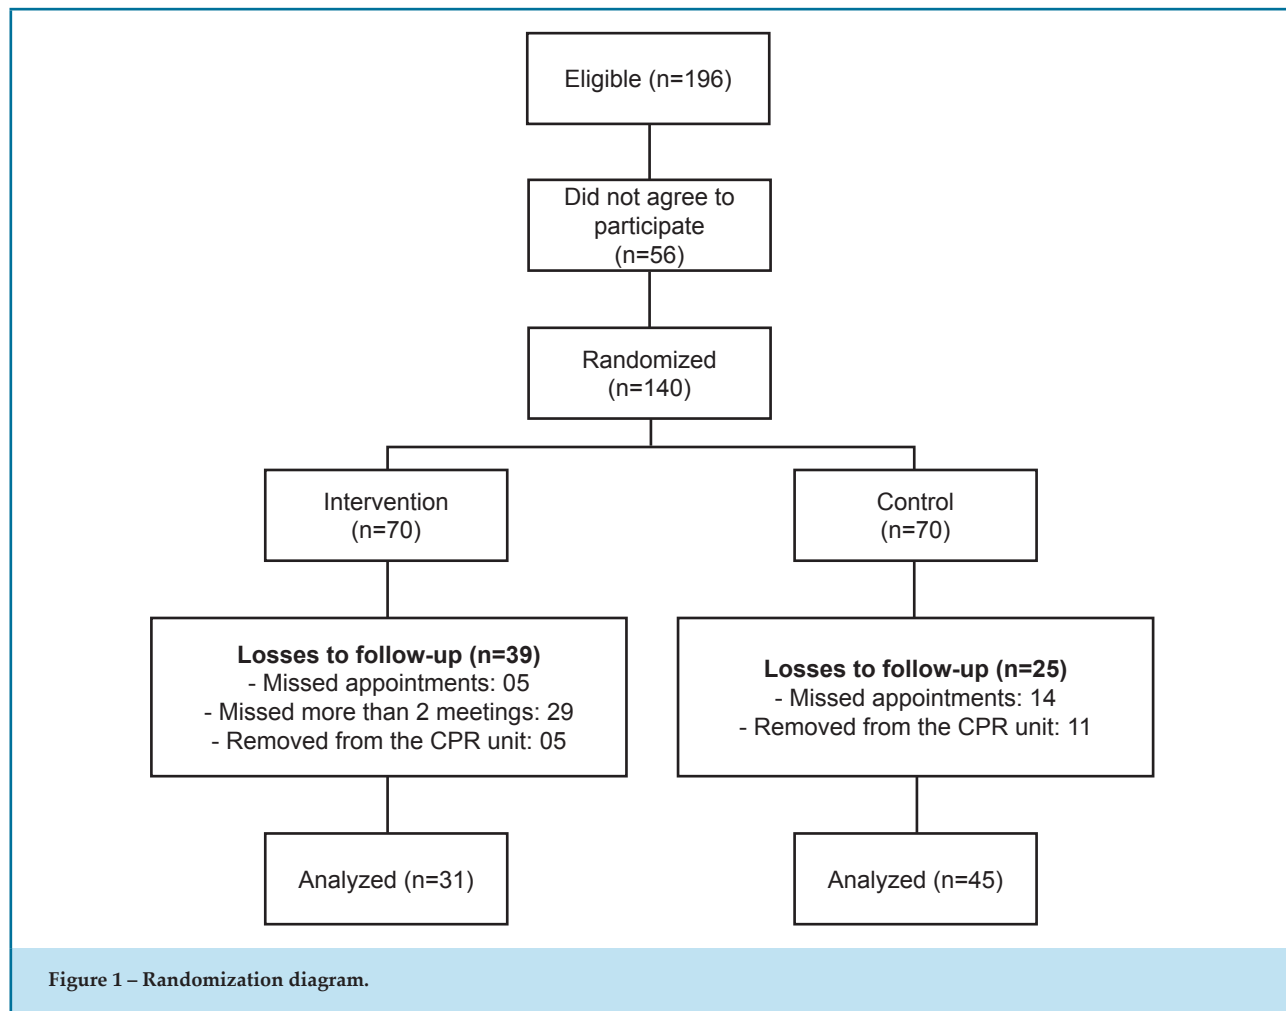 Eligible (n=196)
Did not agree to
participate
(n=56)
Randomized
(n=140)
Intervention
(n=70)
Control
(n=70)
Losses to follow-up (n=39)
- Missed appointments: 05
- Missed more than 2 meetings: 29
- Removed from the CPR unit: 05
Losses to follow-up (n=25)
- Missed appointments: 14
- Removed from the CPR unit: 11
Analyzed (n=31)
Analyzed (n=45)
Figure 1 – Randomization diagram.